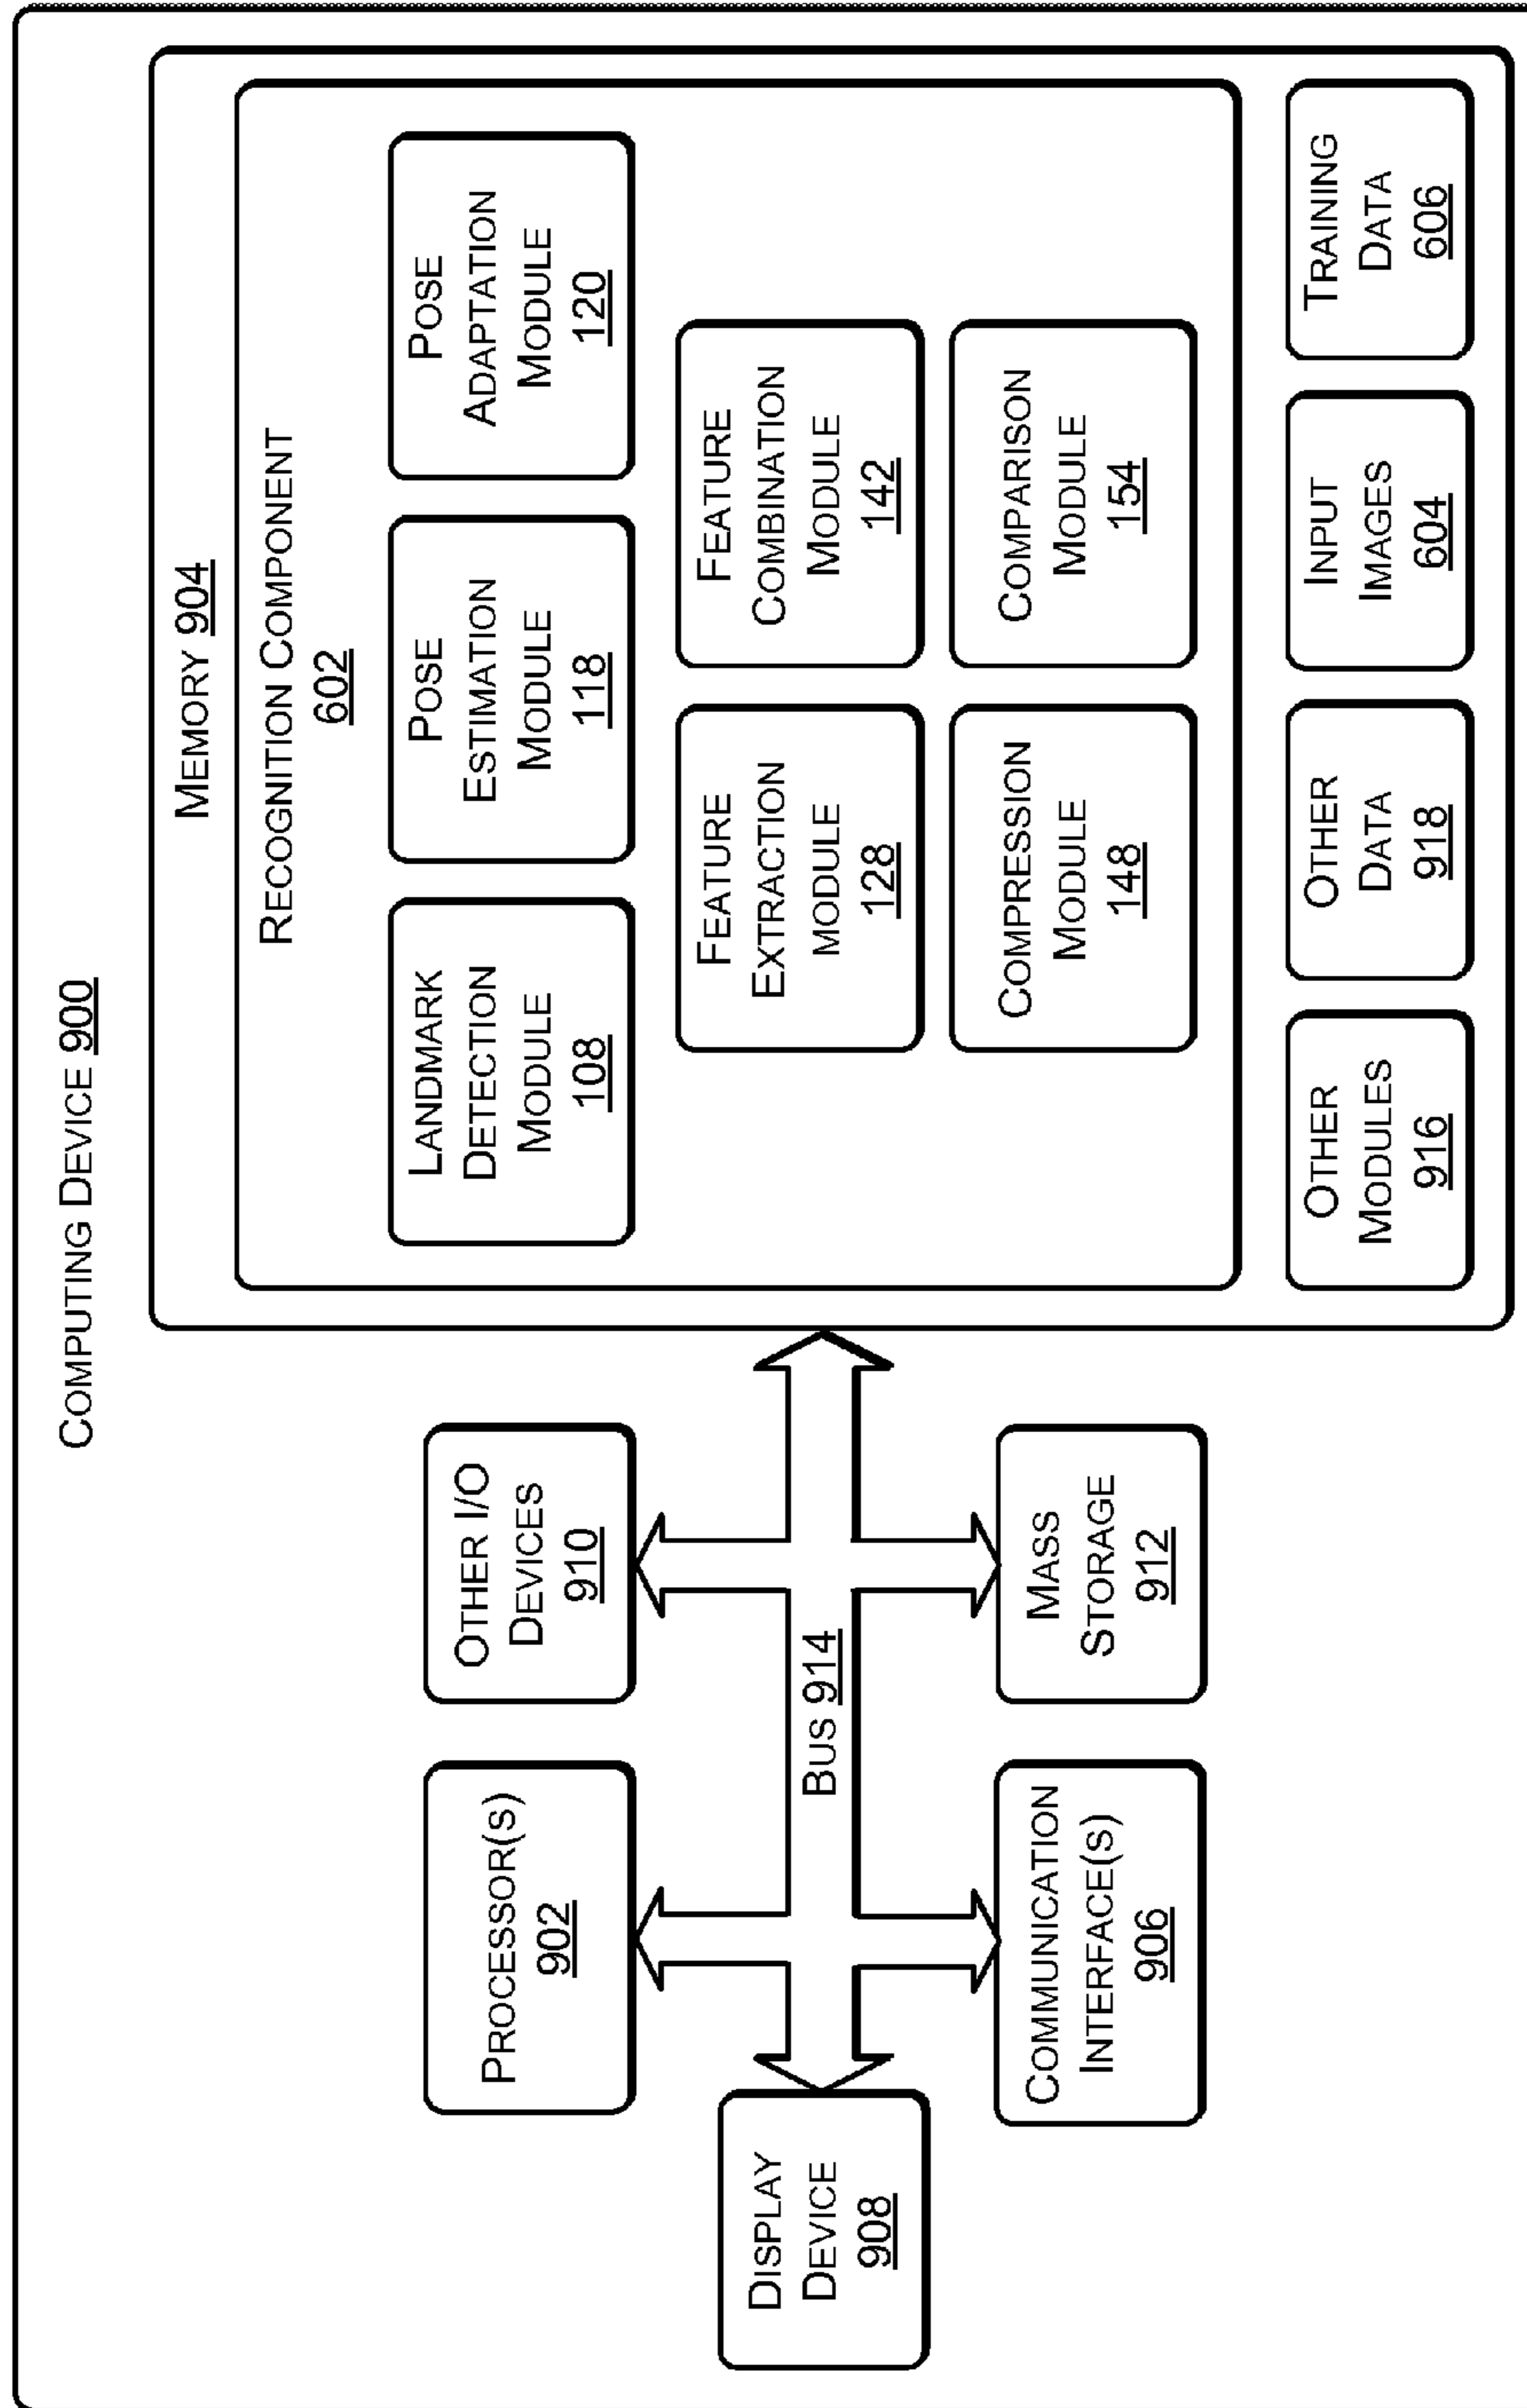 COMPUTING DEVICE 900
MEMORY 904
RECOGNITION COMPONENT
602
LANDMARK
DETECTION
MODULE
108
POSE
ESTIMATION
MODULE
118
POSE
ADAPTATION
MODULE
120
FEATURE
EXTRACTION
MODULE
128
FEATURE
COMBINATION
MODULE
142
COMPRESSION
MODULE
148
COMPARISON
MODULE
154
OTHER
MODULES
916
OTHER
DATA
918
INPUT
IMAGES
604
TRAINING
DATA
606
PROCESSOR(S)
902
OTHER I/O
DEVICES
910
DISPLAY
DEVICE
908
BUS 914
COMMUNICATION
INTERFACE(S)
906
MASS
STORAGE
912